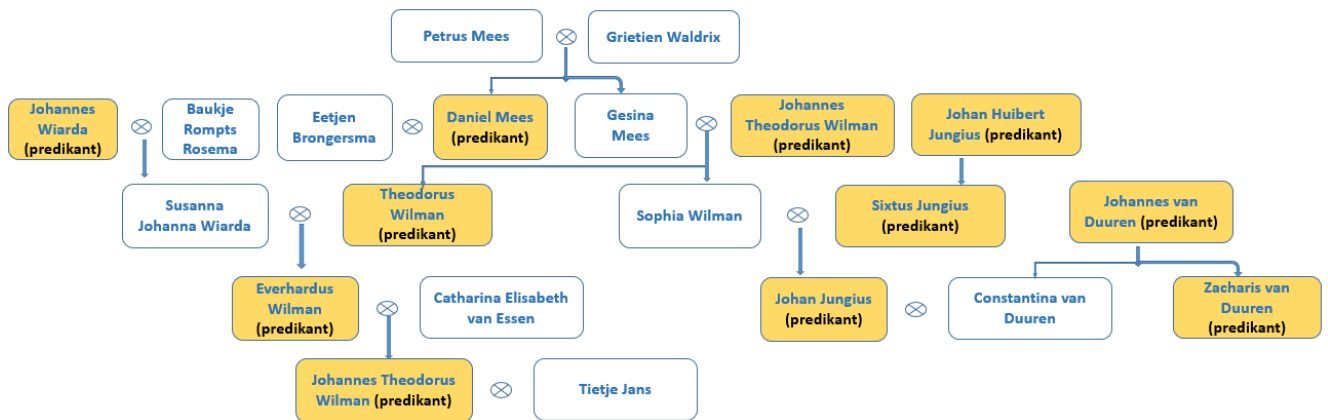 Petrus Mees
Grietien Waldrix
Johannes
Wiarda
(predikant)
Baukje
Rompts
Rosema
Eetjen
Brongersma
Daniel Mees
(predikant)
Gesina
Mees
Johannes
Theodorus Wilman
(predikant)
Johan Huibert
Jungius (predikant)
Susanna
Johanna Wiarda
Theodorus
Wilman
(predikant)
Sophia Wilman
Sixtus Jungius
(predikant)
Johannes van
Duuren (predikant)
Everhardus
Wilman
(predikant)
Catharina Elisabeth
van Essen
Johan Jungius
(predikant)
Constantina van
Duuren
Zacharis van
Duuren
(predikant)
Johannes Theodorus
Wilman (predikant)
Tietje Jans